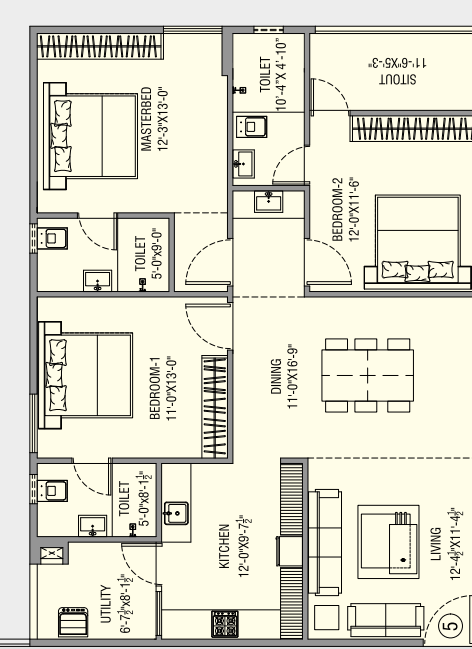 MASTERBED
12'-3"X13'-0"
TOILET
10'-4"X 4'-10"
SITOUT
11'-6"X5'-3"
BEDROOM-2
12'-0"X11'-6"
TOILET
5'-0"X9'-0"
BEDROOM-1
11'-0"X13'-0"
DINING
11'-0"X16'-9"
TOILET
5'-0"X8'-1½"
KITCHEN
12'-0"X9'-7½"
UTILITY
6'-7½"X8'-1½"
LIVING
12'-4½"X11'-4½"
5